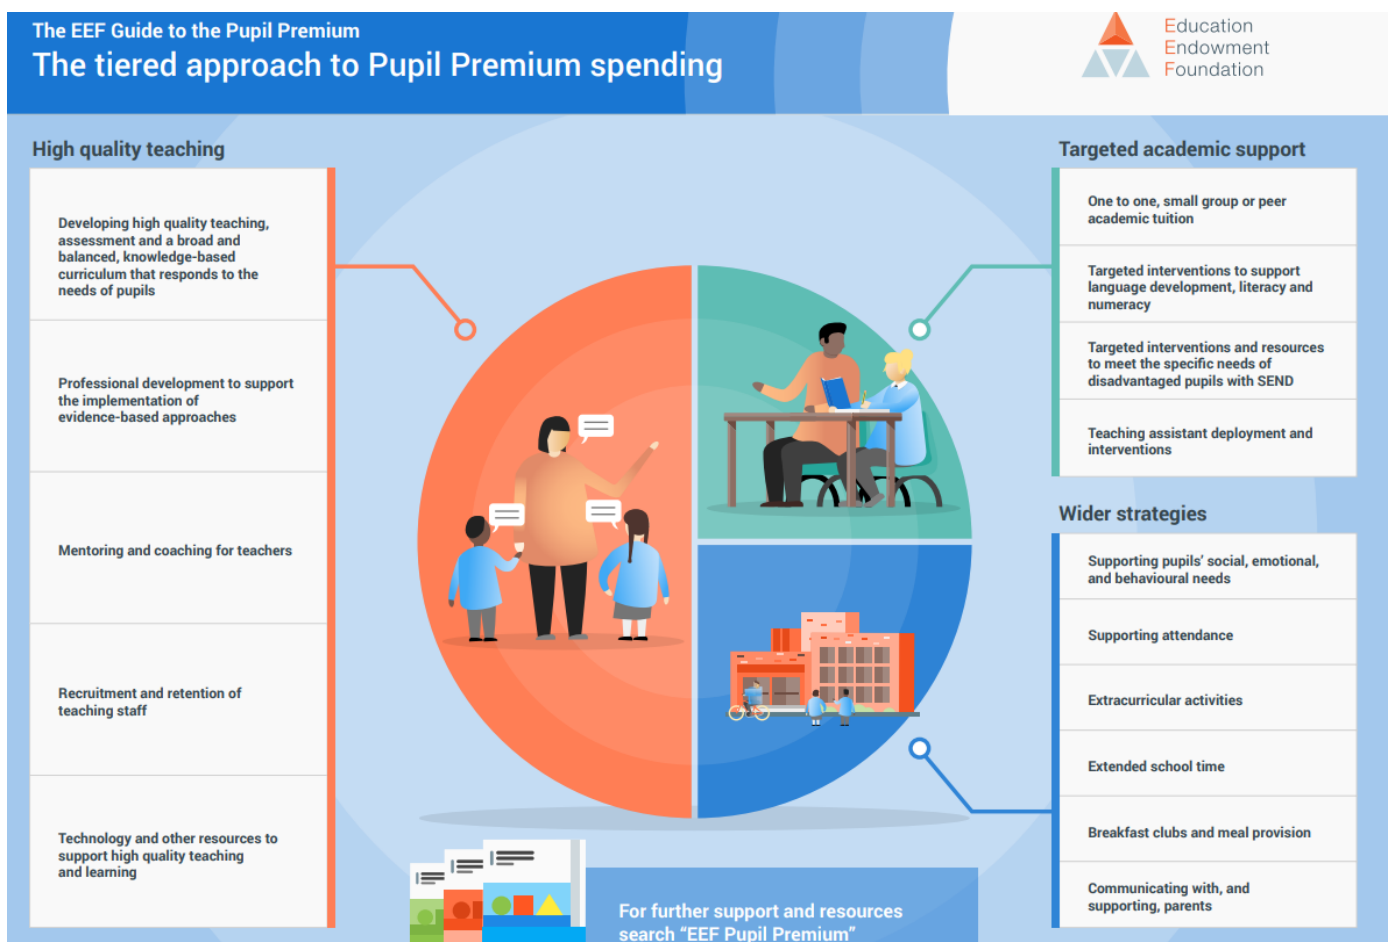 The EEF Guide to the Pupil Premium
The tiered approach to Pupil Premium spending
Education
Endowment
Foundation
High quality teaching
Developing high quality teaching,
assessment and a broad and
balanced, knowledge-based
curriculum that responds to the
needs of pupils
Professional development to support
the implementation of
evidence-based approaches
Mentoring and coaching for teachers
Recruitment and retention of
teaching staff
Technology and other resources to
support high quality teaching
and learning
Targeted academic support
One to one, small group or peer
academic tuition
Targeted interventions to support
language development, literacy and
numeracy
Targeted interventions and resources
to meet the specific needs of
disadvantaged pupils with SEND
Teaching assistant deployment and
interventions
Wider strategies
Supporting pupils' social, emotional,
and behavioural needs
Supporting attendance
Extracurricular activities
Extended school time
Breakfast clubs and meal provision
Communicating with, and
supporting, parents
For further support and resources
search “EEF Pupil Premium”